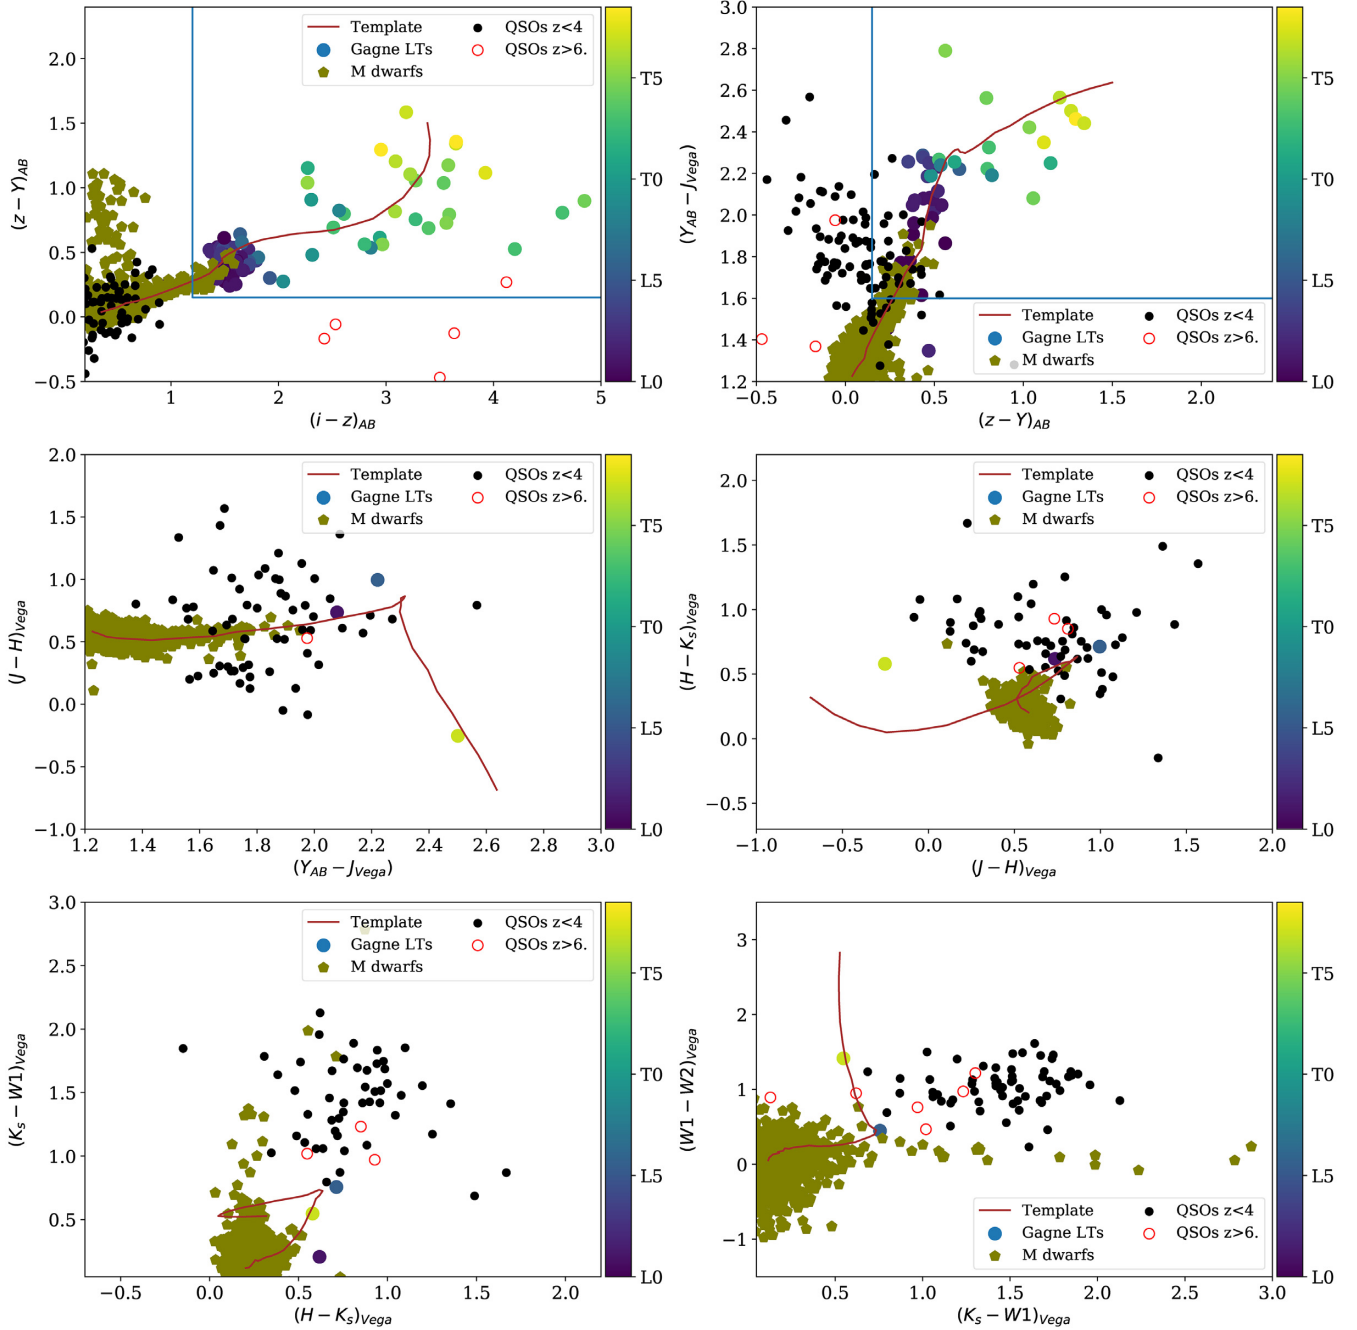 Template
QSOs z<4
Gagne LTs
QSOs z>6.
M dwarfs
2.0
1.5
1.0
0.5
0.0
−0.5
1
2
3
4
5
(z − Y)AB
(i − z)AB
T5
T0
L5
L0
3.0
2.8
2.6
2.4
2.2
2.0
1.8
1.6
1.4
1.2
−0.5
0.0
0.5
1.0
1.5
2.0
(YAB − JVega)
(z − Y)AB
Template
QSOs z<4
Gagne LTs
QSOs z>6.
M dwarfs
T5
T0
L5
L0
Template
QSOs z<4
Gagne LTs
QSOs z>6.
M dwarfs
2.0
1.5
1.0
0.5
0.0
−0.5
−1.0
1.2
1.4
1.6
1.8
2.0
2.2
2.4
2.6
2.8
3.0
(J − H)Vega
(YAB − JVega)
T5
T0
L5
L0
Template
QSOs z<4
Gagne LTs
QSOs z>6.
M dwarfs
2.0
1.5
1.0
0.5
0.0
−0.5
−1.0
−0.5
0.0
0.5
1.0
1.5
2.0
(H − Ks)Vega
(J − H)Vega
T5
T0
L5
L0
Template
QSOs z<4
Gagne LTs
QSOs z>6.
M dwarfs
3.0
2.5
2.0
1.5
1.0
0.5
−0.5
0.0
0.5
1.0
1.5
2.0
(Ks − W1)Vega
(H − Ks)Vega
T5
T0
L5
L0
3
2
1
0
−1
0.5
1.0
1.5
2.0
2.5
3.0
(W1 − W2)Vega
(Ks − W1)Vega
Template
QSOs z<4
Gagne LTs
QSOs z>6.
M dwarfs
T5
T0
L5
L0